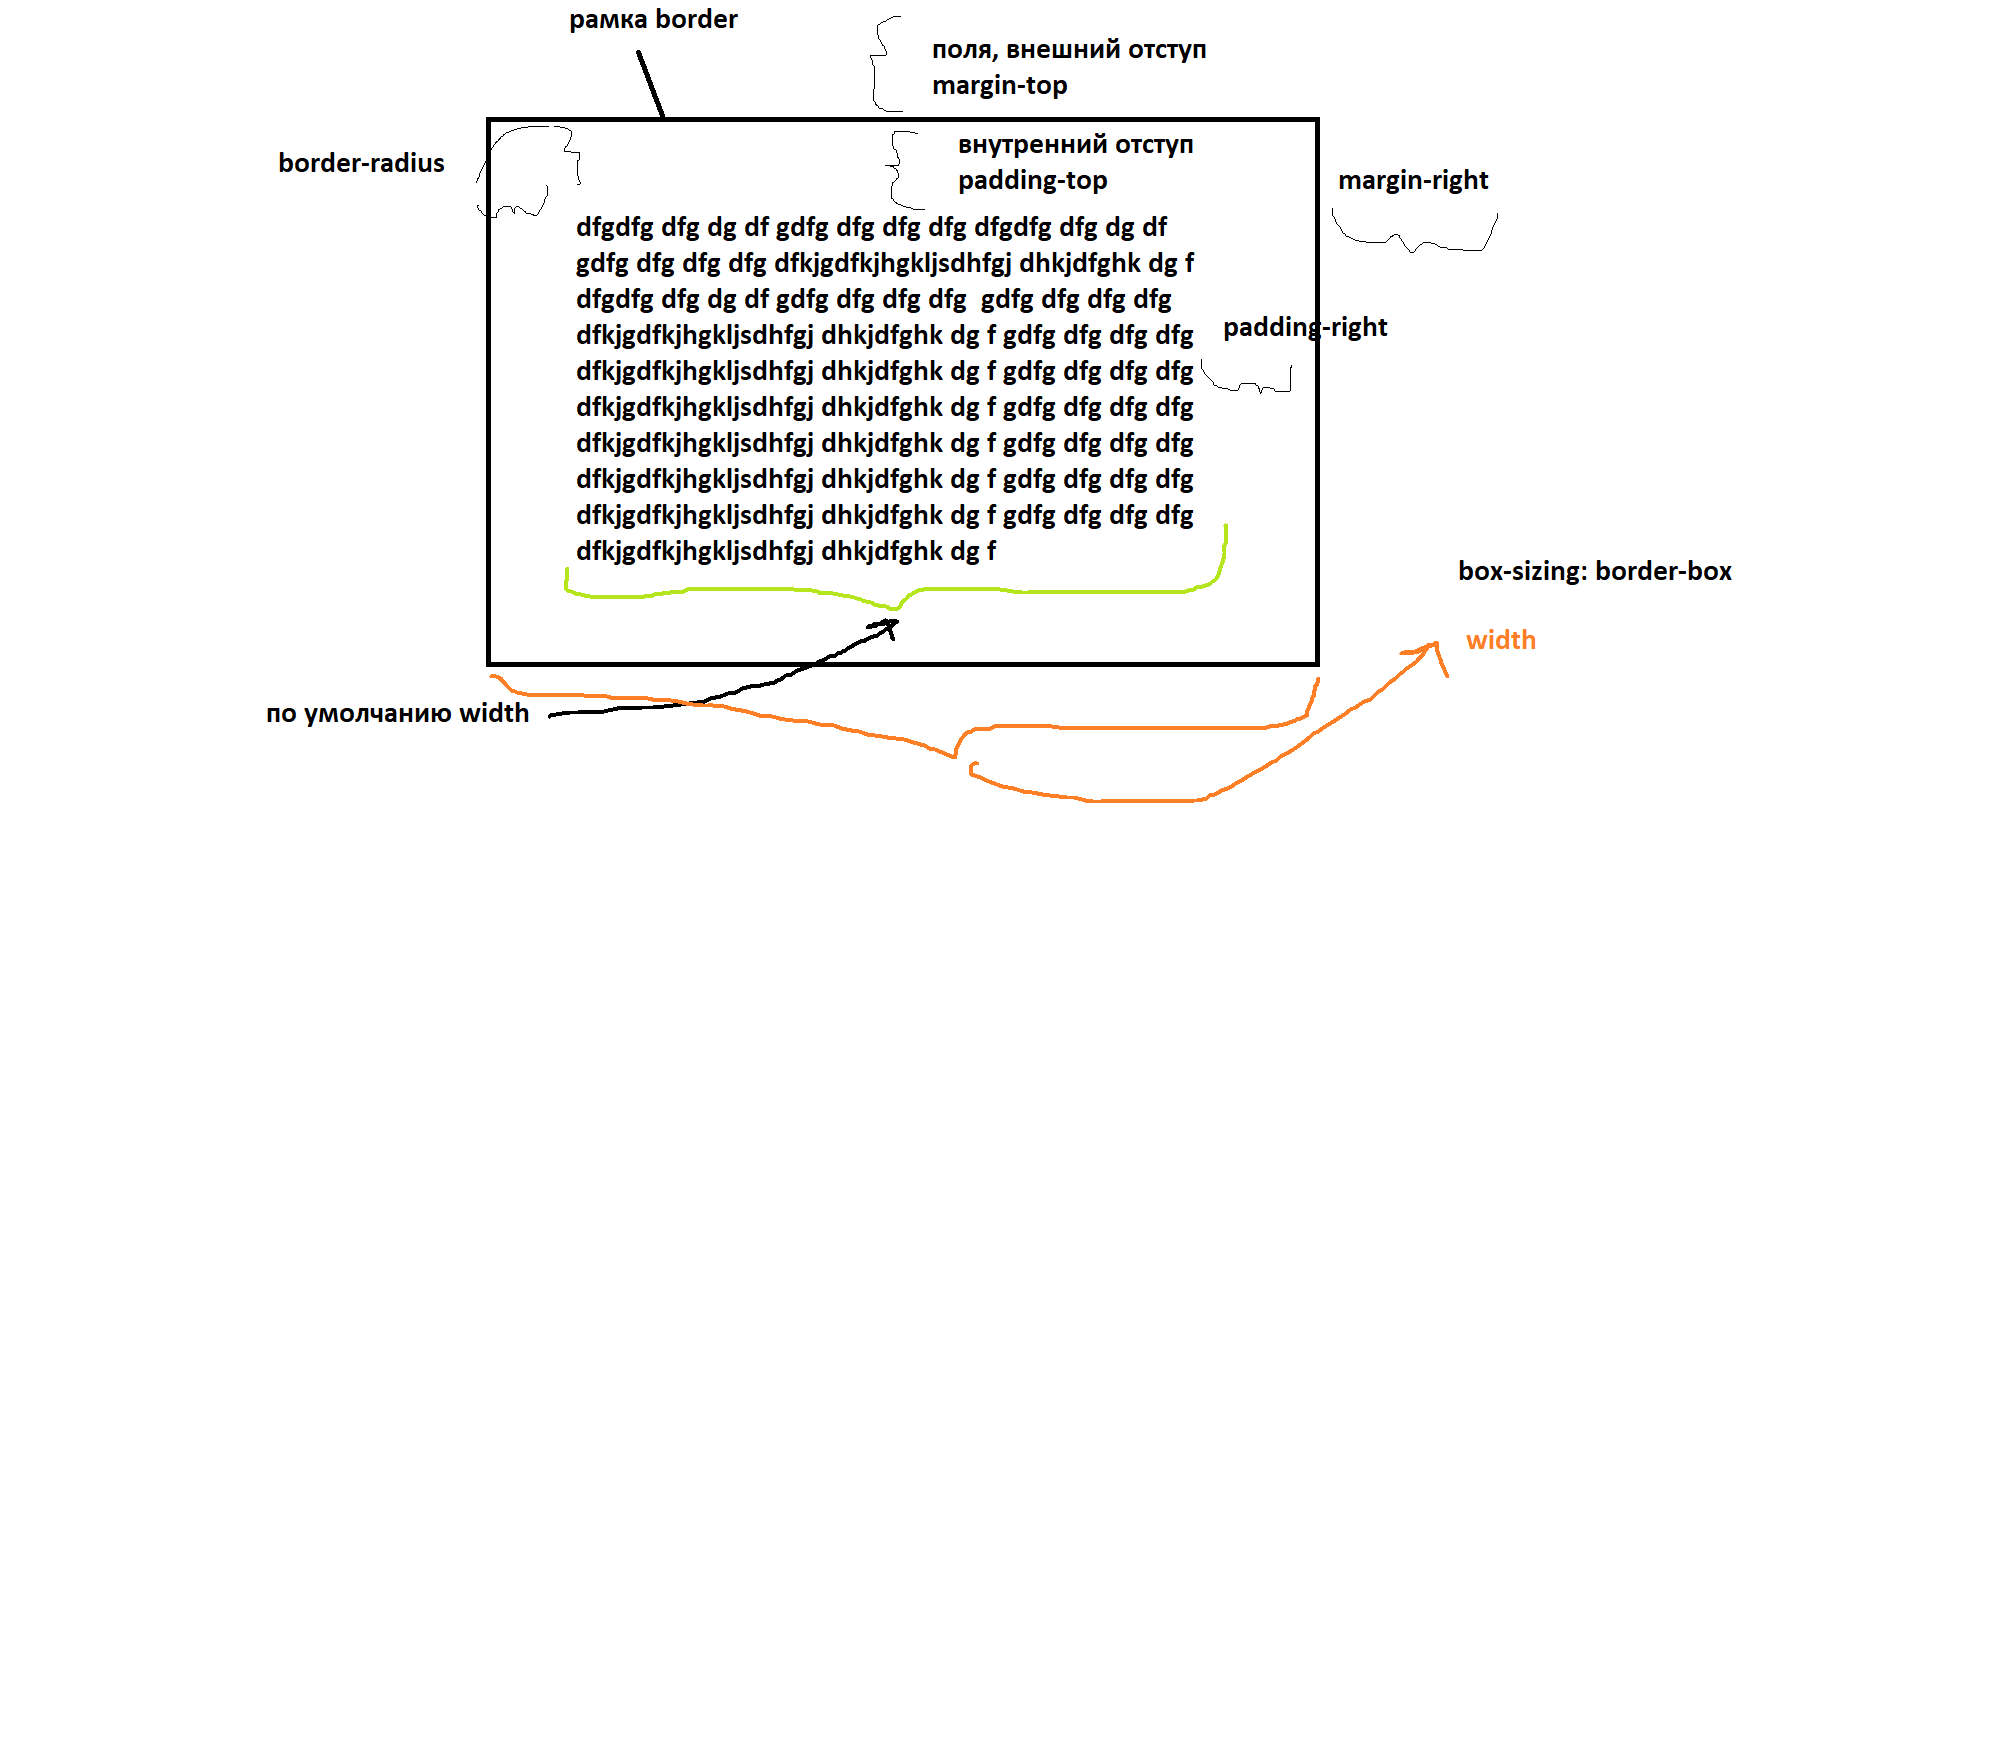 рамка border
поля, внешний отступ
margin-top
border-radius
внутренний отступ
padding-top
margin-right
dfgdfg dfg dg df gdfg dfg dfg dfg dfgdfg dfg dg df
gdfg dfg dfg dfg dfkjgdfkjhgkljsdhfgj dhkjdfghk dg f
dfgdfg dfg dg df gdfg dfg dfg dfg  gdfg dfg dfg dfg
dfkjgdfkjhgkljsdhfgj dhkjdfghk dg f gdfg dfg dfg dfg
padding-right
dfkjgdfkjhgkljsdhfgj dhkjdfghk dg f gdfg dfg dfg dfg
dfkjgdfkjhgkljsdhfgj dhkjdfghk dg f gdfg dfg dfg dfg
dfkjgdfkjhgkljsdhfgj dhkjdfghk dg f gdfg dfg dfg dfg
dfkjgdfkjhgkljsdhfgj dhkjdfghk dg f gdfg dfg dfg dfg
dfkjgdfkjhgkljsdhfgj dhkjdfghk dg f gdfg dfg dfg dfg
dfkjgdfkjhgkljsdhfgj dhkjdfghk dg f
box-sizing: border-box
width
по умолчанию width